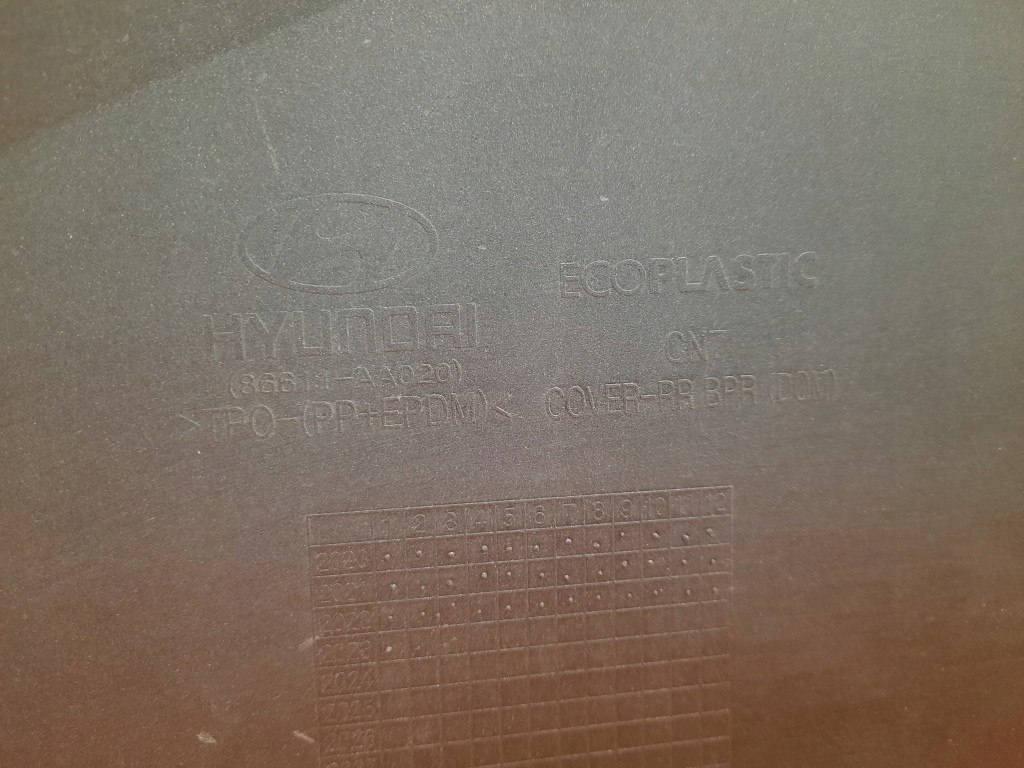 HYUNDAI
(86611-AA020)
>TPO-(PP+EPDM)<
ECOPLASTIC
COVER-RR BPR (DOM)
1 2 3 4 5 6 7 8 9 10 11 12
2020
2021
2022
2023
2024
2025
2026